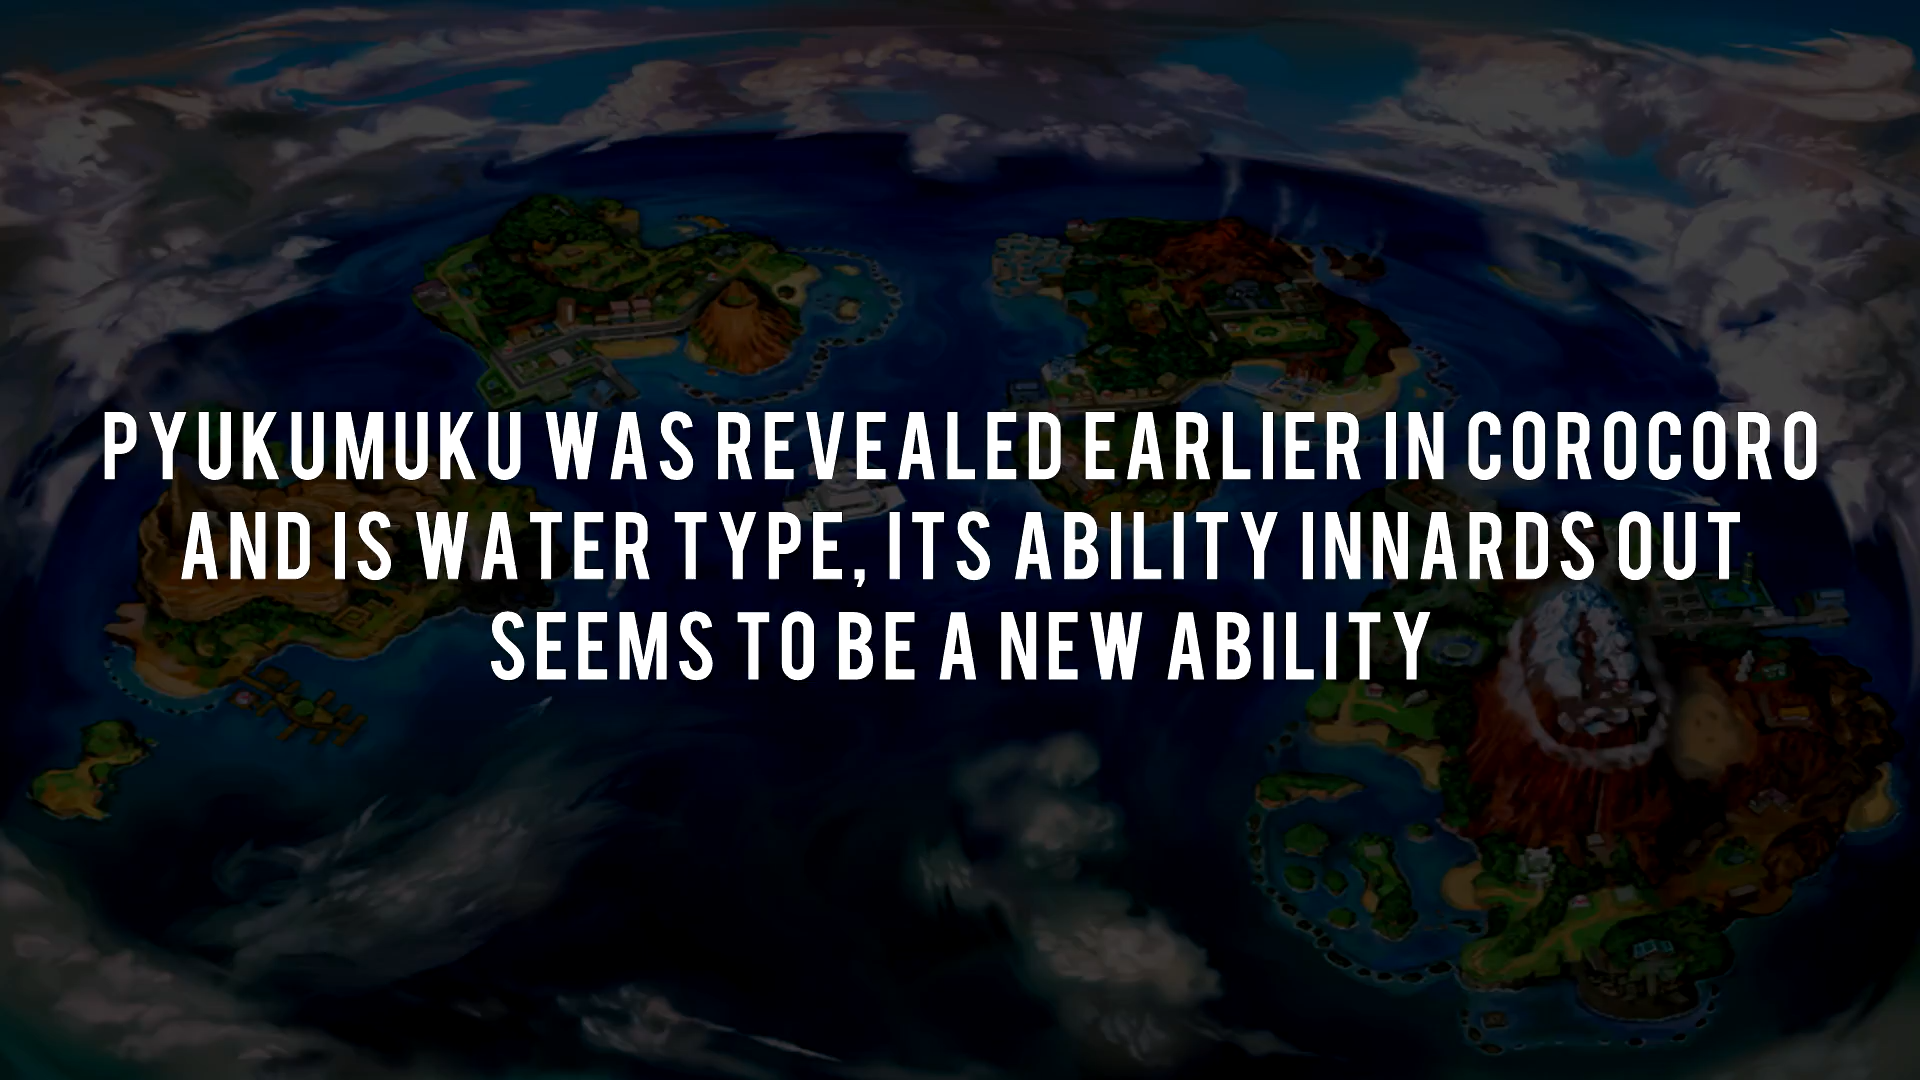 PYUKUMUKU WAS REVEALED EARLIER IN COROCORO
AND IS WATER TYPE, ITS ABILITY INNARDS OUT
SEEMS TO BE A NEW ABILITY